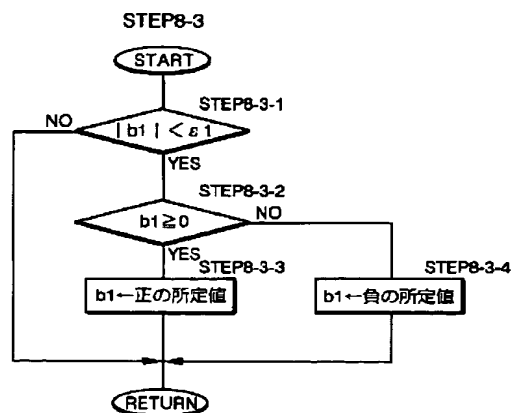 STEP8-3
START
STEP8-3-1
NO
|b1|<ε1
YES
STEP8-3-2
b1≧0
NO
YES
STEP8-3-3
STEP8-3-4
b1←正の所定値
b1←負の所定値
RETURN